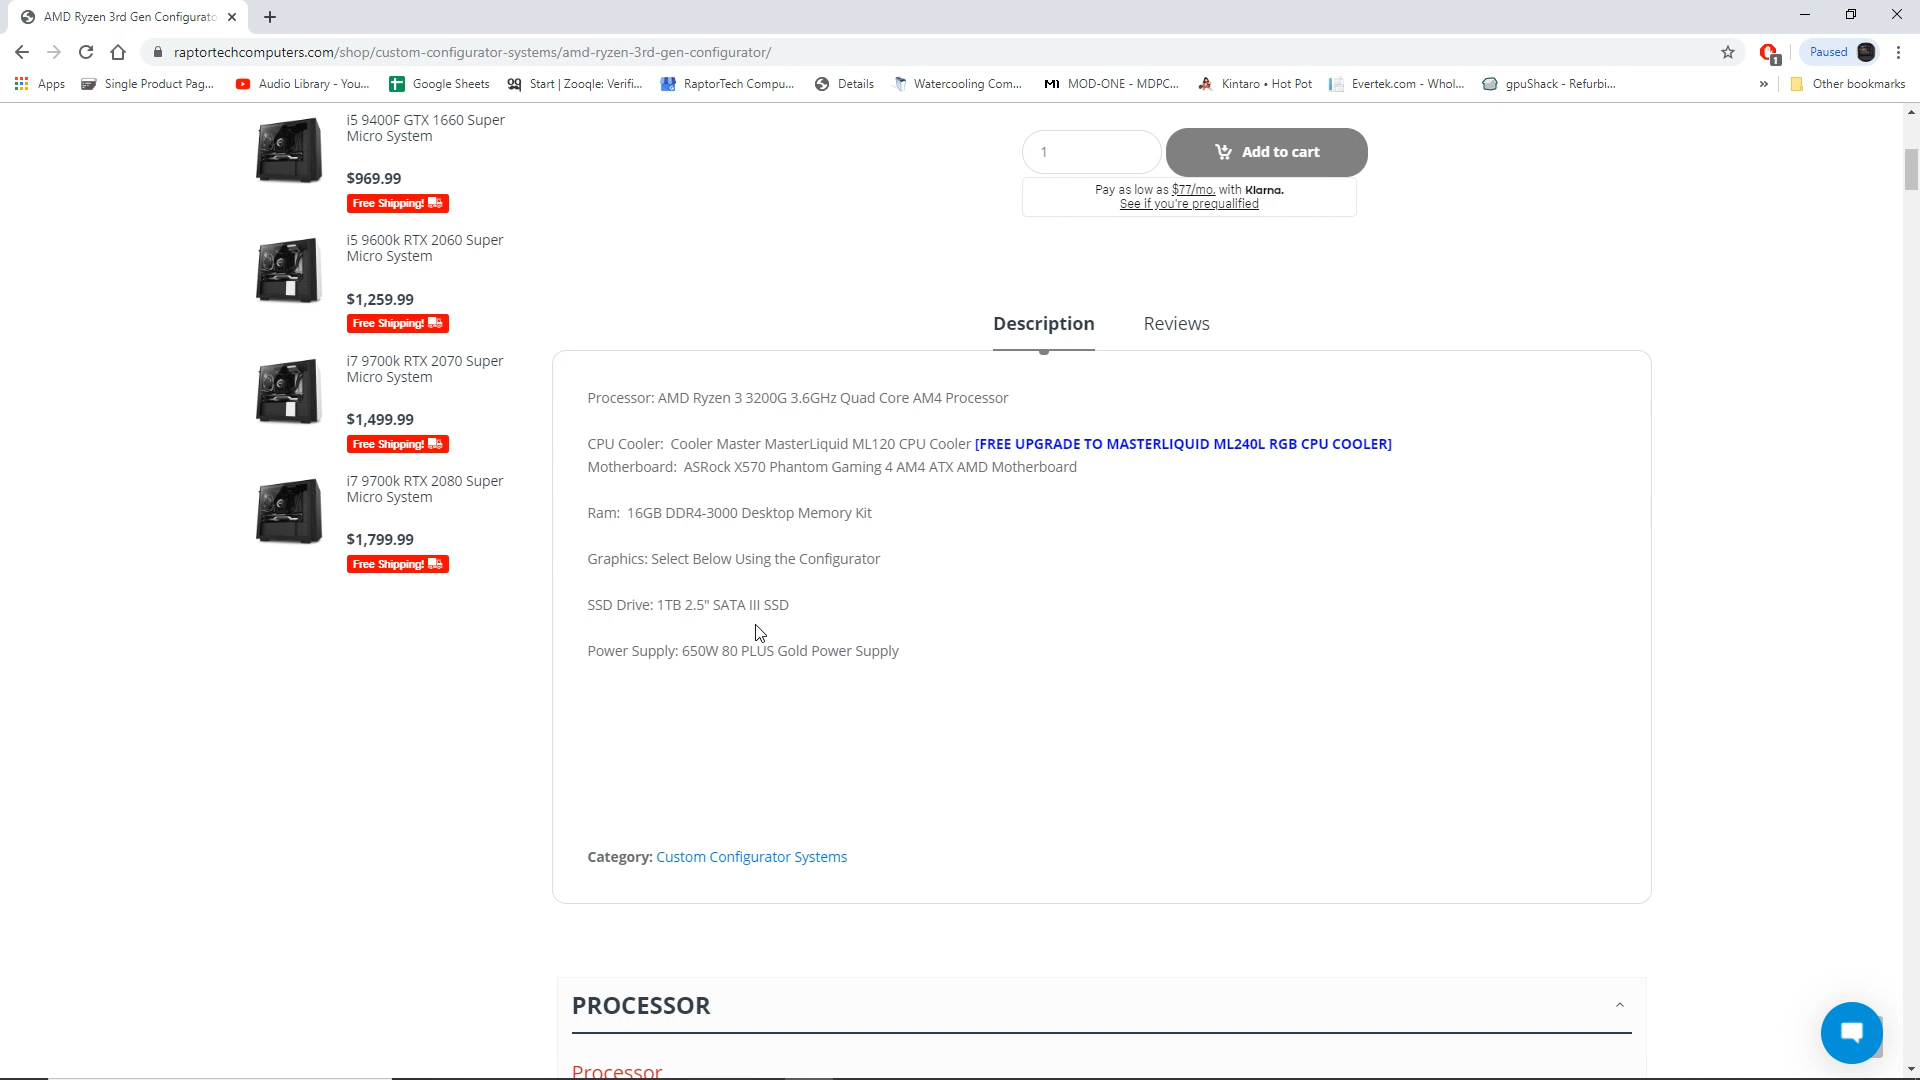 AMD Ryzen 3rd Gen Configurato
raptortechcomputers.com/shop/custom-configurator-systems/amd-ryzen-3rd-gen-configurator/
1
Paused
Apps
Single Product Pag...
Audio Library - You...
Google Sheets
Start | Zooqle: Verifi...
RaptorTech Compu...
Details
Watercooling Com...
M1 MOD-ONE - MDPC...
Kintaro • Hot Pot
Evertek.com - Whol...
gpuShack - Refurbi...
»
Other bookmarks
i5 9400F GTX 1660 Super
Micro System
$969.99
Free Shipping!
i5 9600k RTX 2060 Super
Micro System
$1,259.99
Free Shipping!
i7 9700k RTX 2070 Super
Micro System
$1,499.99
Free Shipping!
i7 9700k RTX 2080 Super
Micro System
$1,799.99
Free Shipping!
1
Add to cart
Pay as low as $77/mo. with Klarna.
See if you're prequalified
Description
Reviews
Processor: AMD Ryzen 3 3200G 3.6GHz Quad Core AM4 Processor
CPU Cooler: Cooler Master MasterLiquid ML120 CPU Cooler [FREE UPGRADE TO MASTERLIQUID ML240L RGB CPU COOLER]
Motherboard: ASRock X570 Phantom Gaming 4 AM4 ATX AMD Motherboard
Ram: 16GB DDR4-3000 Desktop Memory Kit
Graphics: Select Below Using the Configurator
SSD Drive: 1TB 2.5" SATA III SSD
Power Supply: 650W 80 PLUS Gold Power Supply
Category: Custom Configurator Systems
PROCESSOR
Processor